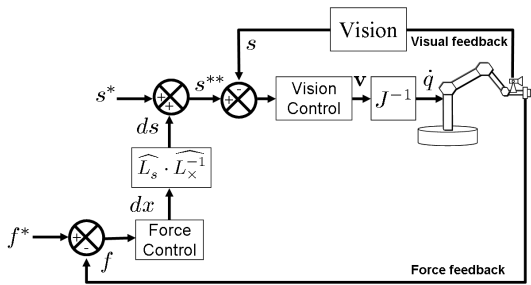 Vision
Visual feedback
s
s* s** Vision Control v J⁻¹ q̇
+ + -  +
ds
L̂ₛ · L̂ₓ⁻¹
dx
f* + - f Force Control
Force feedback